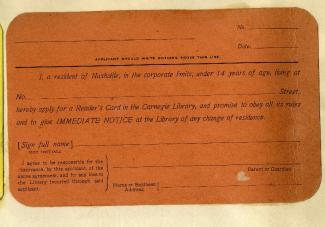 No.
Date
APPLICANT SHOULD WRITE NOTHING ABOVE THIS LINE.
I, a resident of Nashville, in the corporate limits, under 14 years of age, living at
No. Street,
hereby apply for a Reader's Card in the Carnegie Library, and promise to obey all its rules
and to give IMMEDIATE NOTICE at the Library of any change of residence.
[Sign full name]
NOT INITIALS
I agree to be responsible for the
observance, by this applicant, of the
above agreement, and for any loss to
the Library incurred through said
applicant.
Parent or Guardian
Home or Business
Address